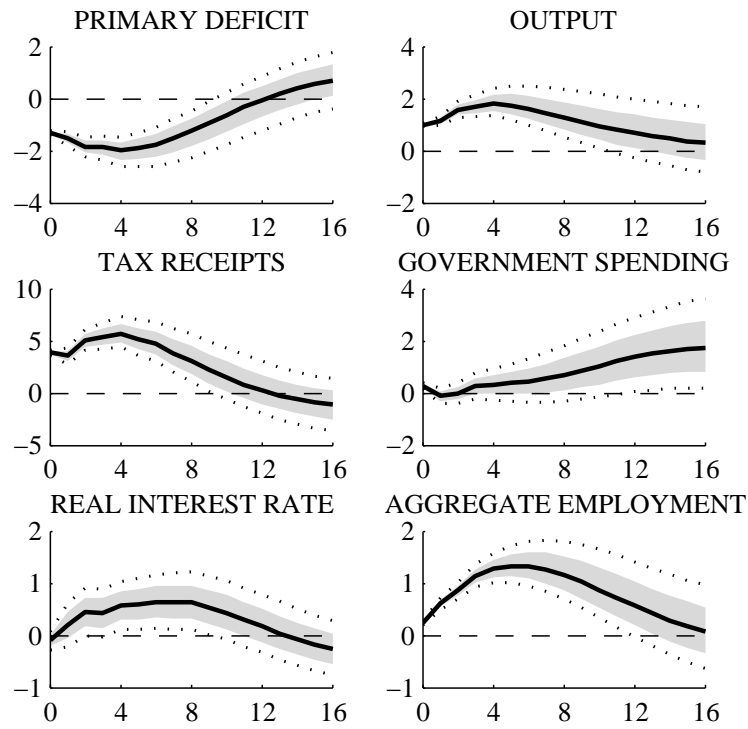 PRIMARY DEFICIT
2
0
−2
−4
0 4 8 12 16
OUTPUT
4
2
0
−2
0 4 8 12 16
TAX RECEIPTS
10
5
0
−5
0 4 8 12 16
GOVERNMENT SPENDING
4
2
0
−2
0 4 8 12 16
REAL INTEREST RATE
2
1
0
−1
0 4 8 12 16
AGGREGATE EMPLOYMENT
2
1
0
−1
0 4 8 12 16